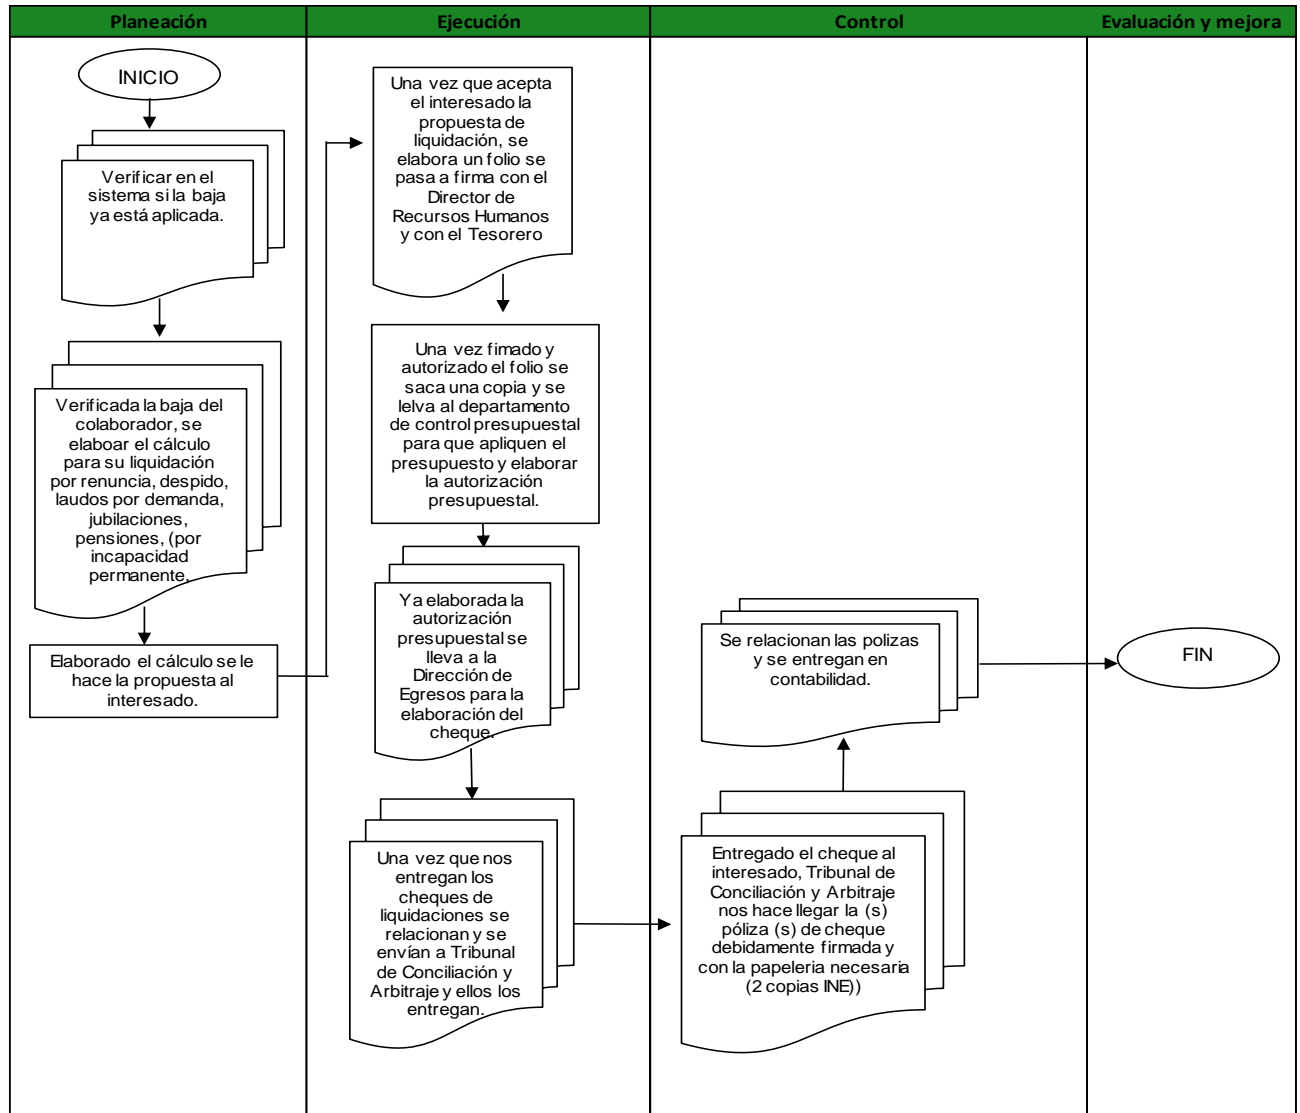 Planeación
Ejecución
Control
Evaluación y mejora
INICIO
Verificar en el
sistema si la baja
ya está aplicada.
Verificada la baja del
colaborador, se
elaboar el cálculo
para su liquidación
por renuncia, despido,
laudos por demanda,
jubilaciones,
pensiones, (por
incapacidad
permanente,
Elaborado el cálculo se le
hace la propuesta al
interesado.
Una vez que acepta
el interesado la
propuesta de
liquidación, se
elabora un folio se
pasa a firma con el
Director de
Recursos Humanos
y con el Tesorero
Una vez fimado y
autorizado el folio se
saca una copia y se
lelva al departamento
de control presupuestal
para que apliquen el
presupuesto y elaborar
la autorización
presupuestal.
Ya elaborada la
autorización
presupuestal se
lleva a la
Dirección de
Egresos para la
elaboración del
cheque.
Una vez que nos
entregan los
cheques de
liquidaciones se
relacionan y se
envían a Tribunal
de Conciliación y
Arbitraje y ellos los
entregan.
Entregado el cheque al
interesado, Tribunal de
Conciliación y Arbitraje
nos hace llegar la (s)
póliza (s) de cheque
debidamente firmada y
con la papeleria necesaria
(2 copias INE))
Se relacionan las polizas
y se entregan en
contabilidad.
FIN